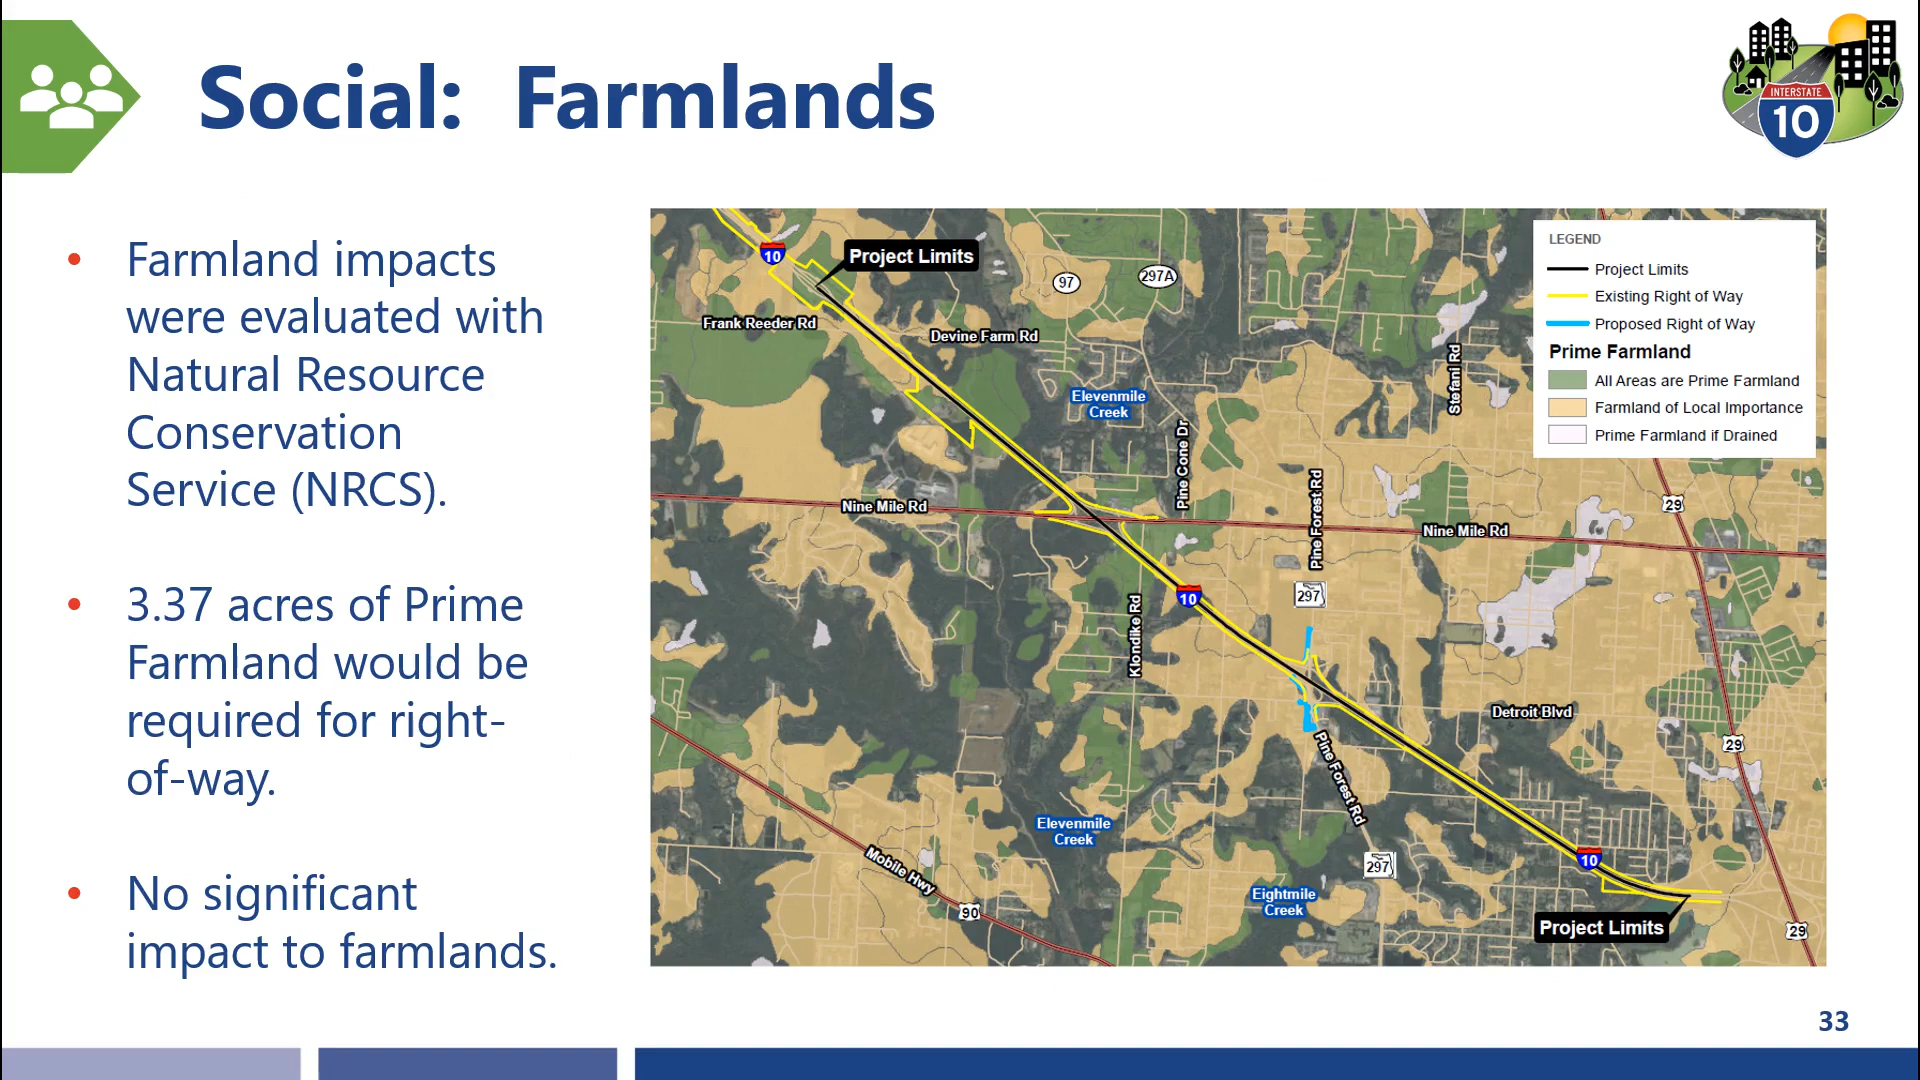 Social: Farmlands
INTERSTATE
10
Farmland impacts
were evaluated with
Natural Resource
Conservation
Service (NRCS).
3.37 acres of Prime
Farmland would be
required for right-
of-way.
No significant
impact to farmlands.
10
Project Limits
97
297A
Frank Reeder Rd
Devine Farm Rd
Elevenmile
Creek
Stefani Rd
Pine Cone Dr
Nine Mile Rd
Pine Forest Rd
Nine Mile Rd
29
10
297
Klondike Rd
Detroit Blvd
29
Pine Forest Rd
Elevenmile
Creek
Mobile Hwy
90
297
10
Eightmile
Creek
Project Limits
29
LEGEND
Project Limits
Existing Right of Way
Proposed Right of Way
Prime Farmland
All Areas are Prime Farmland
Farmland of Local Importance
Prime Farmland if Drained
33